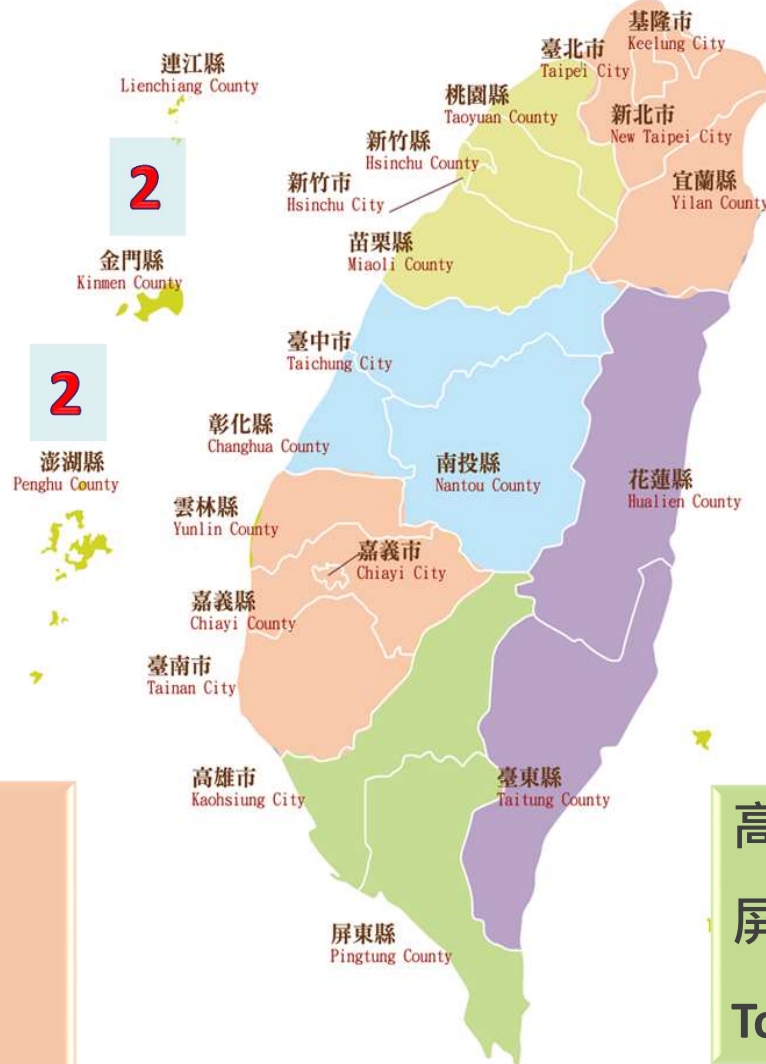 基隆市
Keelung City
臺北市
Taipei City
連江縣
Lienchiang County
桃園縣
Taoyuan County
新北市
New Taipei City
新竹縣
Hsinchu County
2
新竹市
Hsinchu City
宜蘭縣
Yilan County
苗栗縣
Miaoli County
金門縣
Kinmen County
臺中市
Taichung City
2
彰化縣
Changhua County
澎湖縣
Penghu County
南投縣
Nantou County
花蓮縣
Hualien County
雲林縣
Yunlin County
嘉義市
Chiayi City
嘉義縣
Chiayi County
臺南市
Tainan City
高雄市
Kaohsiung City
臺東縣
Taitung County
高
屏
屏東縣
Pingtung County